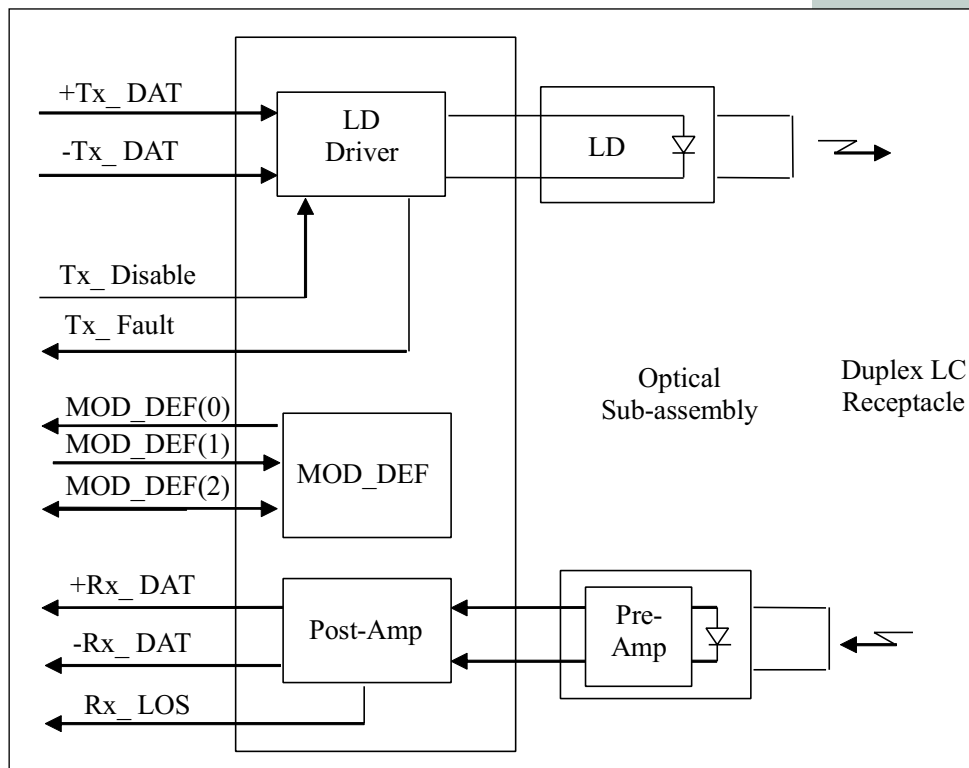 +Tx_ DAT
-Tx_ DAT
LD
Driver
LD
Tx_ Disable
Tx_ Fault
Optical
Sub-assembly
Duplex LC
Receptacle
MOD_DEF(0)
MOD_DEF(1)
MOD_DEF(2)
MOD_DEF
+Rx_ DAT
-Rx_ DAT
Rx_ LOS
Post-Amp
Pre-
Amp